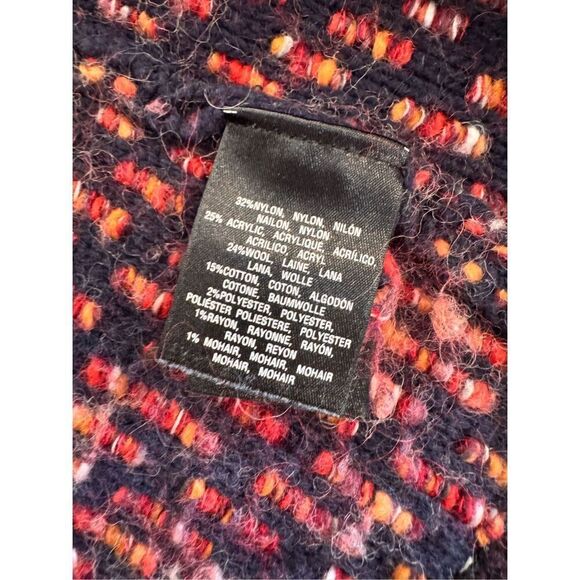 32%NYLON, NYLON, NILÓN
NAILON, NYLON
25% ACRYLIC, ACRYLIQUE, ACRÍLICO,
ACRILICO, ACRYL
24%WOOL, LAINE, LANA
LANA, WOLLE
15%COTTON, COTON, ALGODÓN
COTONE, BAUMWOLLE
2%POLYESTER, POLYESTER,
POLIÉSTER POLIESTERE, POLYESTER
1%RAYON, RAYONNE, RAYÓN,
RAYON, REYON
1% MOHAIR, MOHAIR, MOHAIR
MOHAIR, MOHAIR